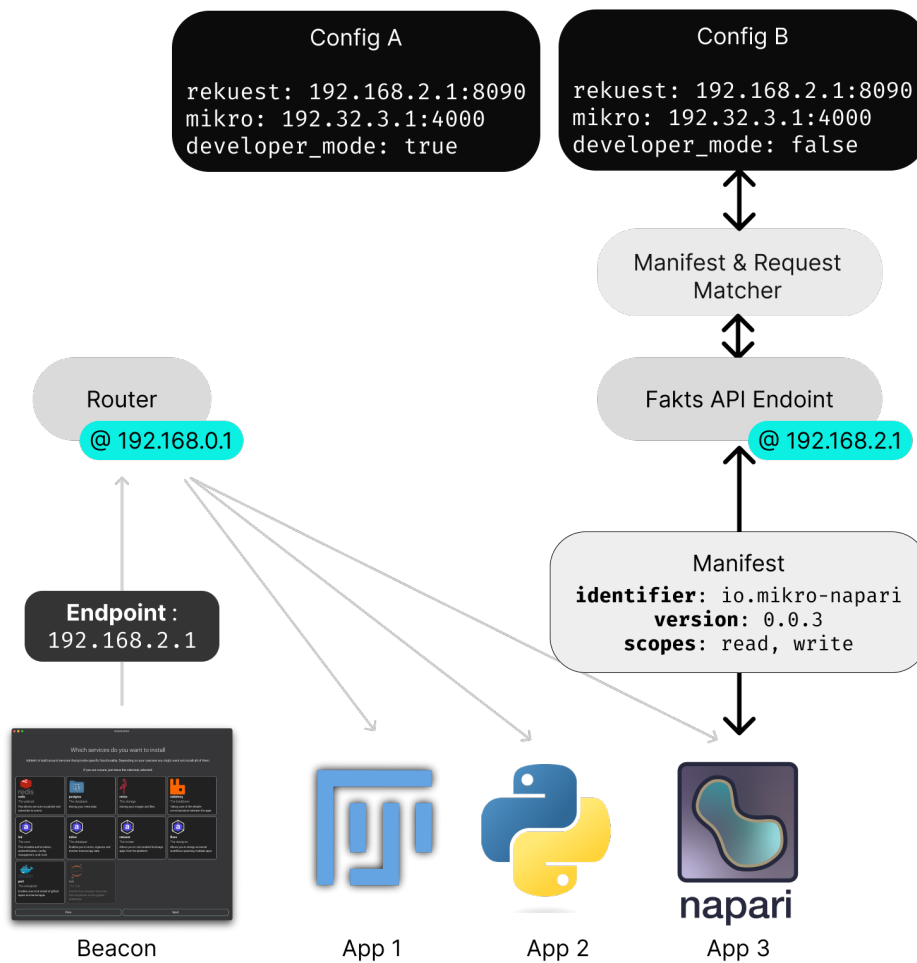 Config A
rekuest: 192.168.2.1:8090
mikro: 192.32.3.1:4000
developer_mode: true
Config B
rekuest: 192.168.2.1:8090
mikro: 192.32.3.1:4000
developer_mode: false
Manifest & Request
Matcher
Router
@ 192.168.0.1
Fakts API Endoint
@ 192.168.2.1
Endpoint :
192.168.2.1
Manifest
identifier: io.mikro-napari
version: 0.0.3
scopes: read, write
Which services do you want to install
redis
napari
Beacon
App 1
App 2
App 3